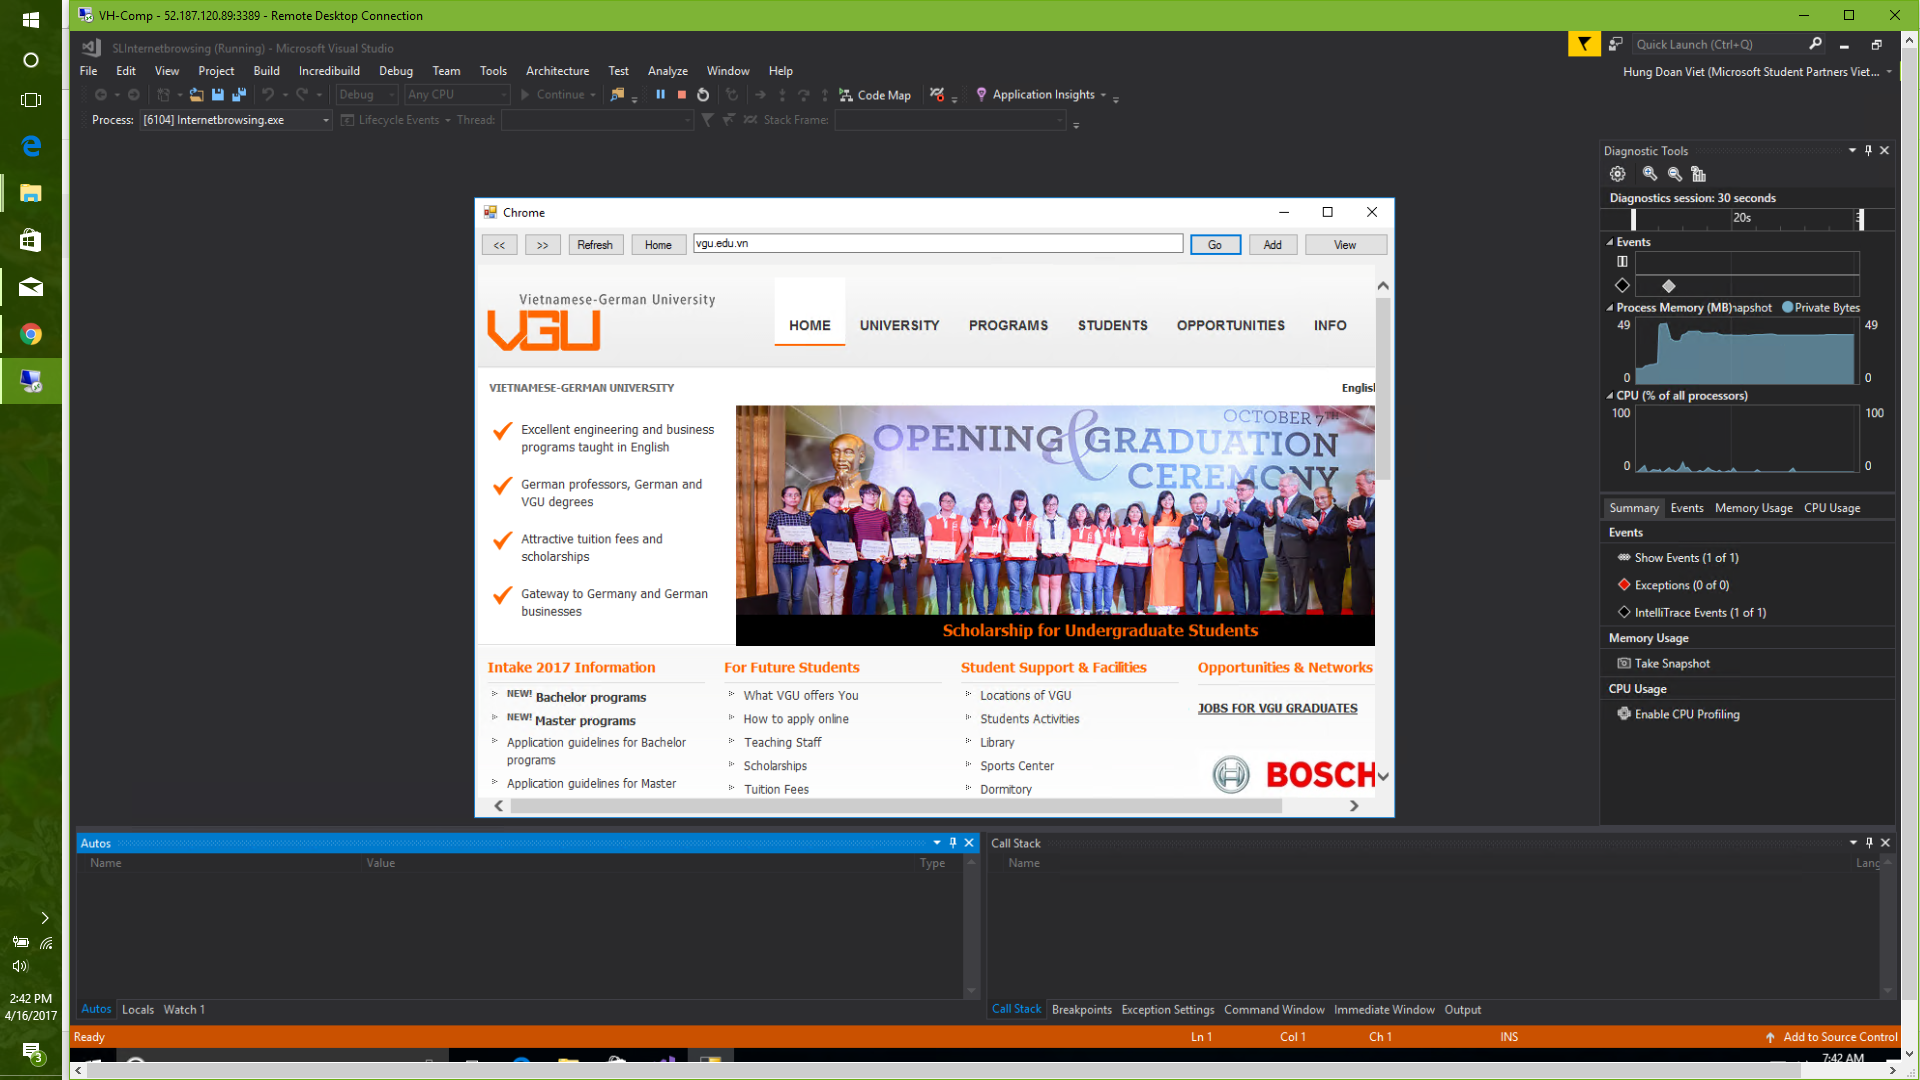 VH-Comp - 52.187.120.89:3389 - Remote Desktop Connection
SLInternetbrowsing (Running) - Microsoft Visual Studio
Quick Launch (Ctrl+Q)
File Edit View Project Build Incredibuild Debug Team Tools Architecture Test Analyze Window Help
Hung Doan Viet (Microsoft Student Partners Viet...
Debug Any CPU Continue Code Map Application Insights
Process: [6104] Internetbrowsing.exe Lifecycle Events Thread: Stack Frame:
Diagnostic Tools
Diagnostics session: 30 seconds
20s
Events
Process Memory (MB) napshot Private Bytes
49 49
0 0
CPU (% of all processors)
100 100
0 0
Summary Events Memory Usage CPU Usage
Events
Show Events (1 of 1)
Exceptions (0 of 0)
IntelliTrace Events (1 of 1)
Memory Usage
Take Snapshot
CPU Usage
Enable CPU Profiling
Chrome
<< >> Refresh Home vgu.edu.vn Go Add View
Vietnamese-German University
VGU
HOME UNIVERSITY PROGRAMS STUDENTS OPPORTUNITIES INFO
VIETNAMESE-GERMAN UNIVERSITY
Englis
Excellent engineering and business
programs taught in English
German professors, German and
VGU degrees
Attractive tuition fees and
scholarships
Gateway to Germany and German
businesses
OCTOBER 7TH
OPENING & GRADUATION
CEREMONY
Scholarship for Undergraduate Students
Intake 2017 Information
NEW! Bachelor programs
NEW! Master programs
Application guidelines for Bachelor
programs
Application guidelines for Master
For Future Students
What VGU offers You
How to apply online
Teaching Staff
Scholarships
Tuition Fees
Student Support & Facilities
Locations of VGU
Students Activities
Library
Sports Center
Dormitory
Opportunities & Networks
JOBS FOR VGU GRADUATES
BOSCH
Autos
Name Value Type
Autos Locals Watch 1
Call Stack
Name Lang
Call Stack Breakpoints Exception Settings Command Window Immediate Window Output
Ready Ln 1 Col 1 Ch 1 INS Add to Source Control
7:42 AM
2:42 PM
4/16/2017
3